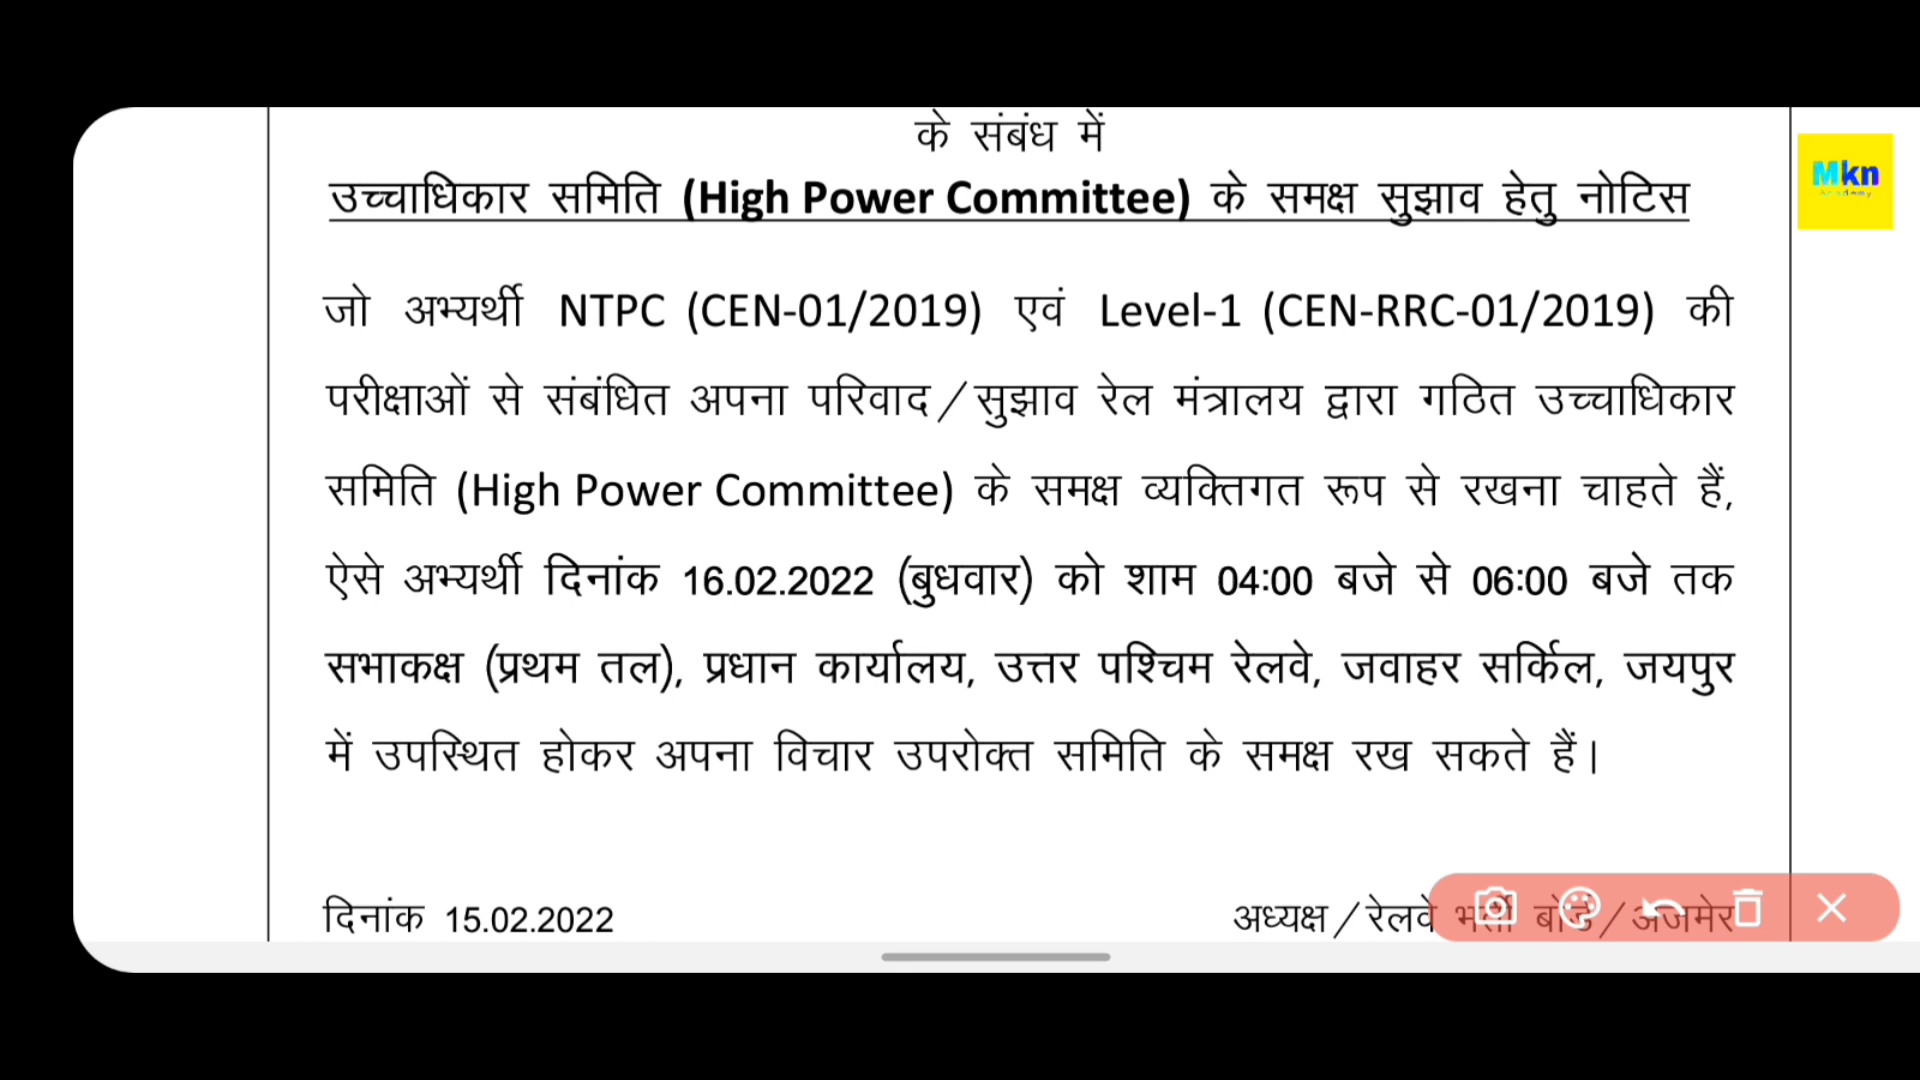 के संबंध में
उच्चाधिकार समिति (High Power Committee) के समक्ष सुझाव हेतु नोटिस
Mkn
Academy
जो अभ्यर्थी NTPC (CEN-01/2019) एवं Level-1 (CEN-RRC-01/2019) की
परीक्षाओं से संबंधित अपना परिवाद/सुझाव रेल मंत्रालय द्वारा गठित उच्चाधिकार
समिति (High Power Committee) के समक्ष व्यक्तिगत रूप से रखना चाहते हैं,
ऐसे अभ्यर्थी दिनांक 16.02.2022 (बुधवार) को शाम 04:00 बजे से 06:00 बजे तक
सभाकक्ष (प्रथम तल), प्रधान कार्यालय, उत्तर पश्चिम रेलवे, जवाहर सर्किल, जयपुर
में उपस्थित होकर अपना विचार उपरोक्त समिति के समक्ष रख सकते हैं।
दिनांक 15.02.2022
अध्यक्ष/रेलवे भर्ती बोर्ड/अजमेर